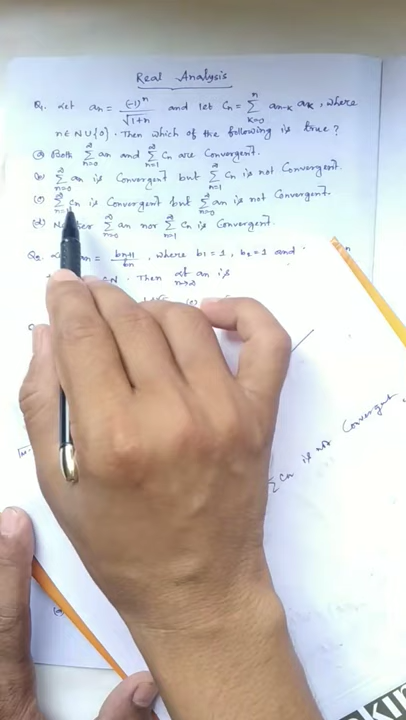 Real Analysis
Q1. Let an = (-1)^n / √(1+n) and let Cn = Σ_{k=0}^{n} an-k ak, where
n ∈ N∪{0}. Then which of the following is true?
(a) Both Σ_{n=0}^{∞} an and Σ_{n=1}^{∞} Cn are Convergent.
(b) Σ_{n=0}^{∞} an is Convergent but Σ_{n=1}^{∞} Cn is not Convergent.
(c) Σ_{n=1}^{∞} Cn is Convergent but Σ_{n=0}^{∞} an is not Convergent.
(d) Σ_{n=0}^{∞} an nor Σ_{n=1}^{∞} Cn is Convergent.
Q2. an = bn+1 / bn, where b1 = 1, b2 = 1 and
Then lt_{n→∞} an is
Σ Cn is not Convergent